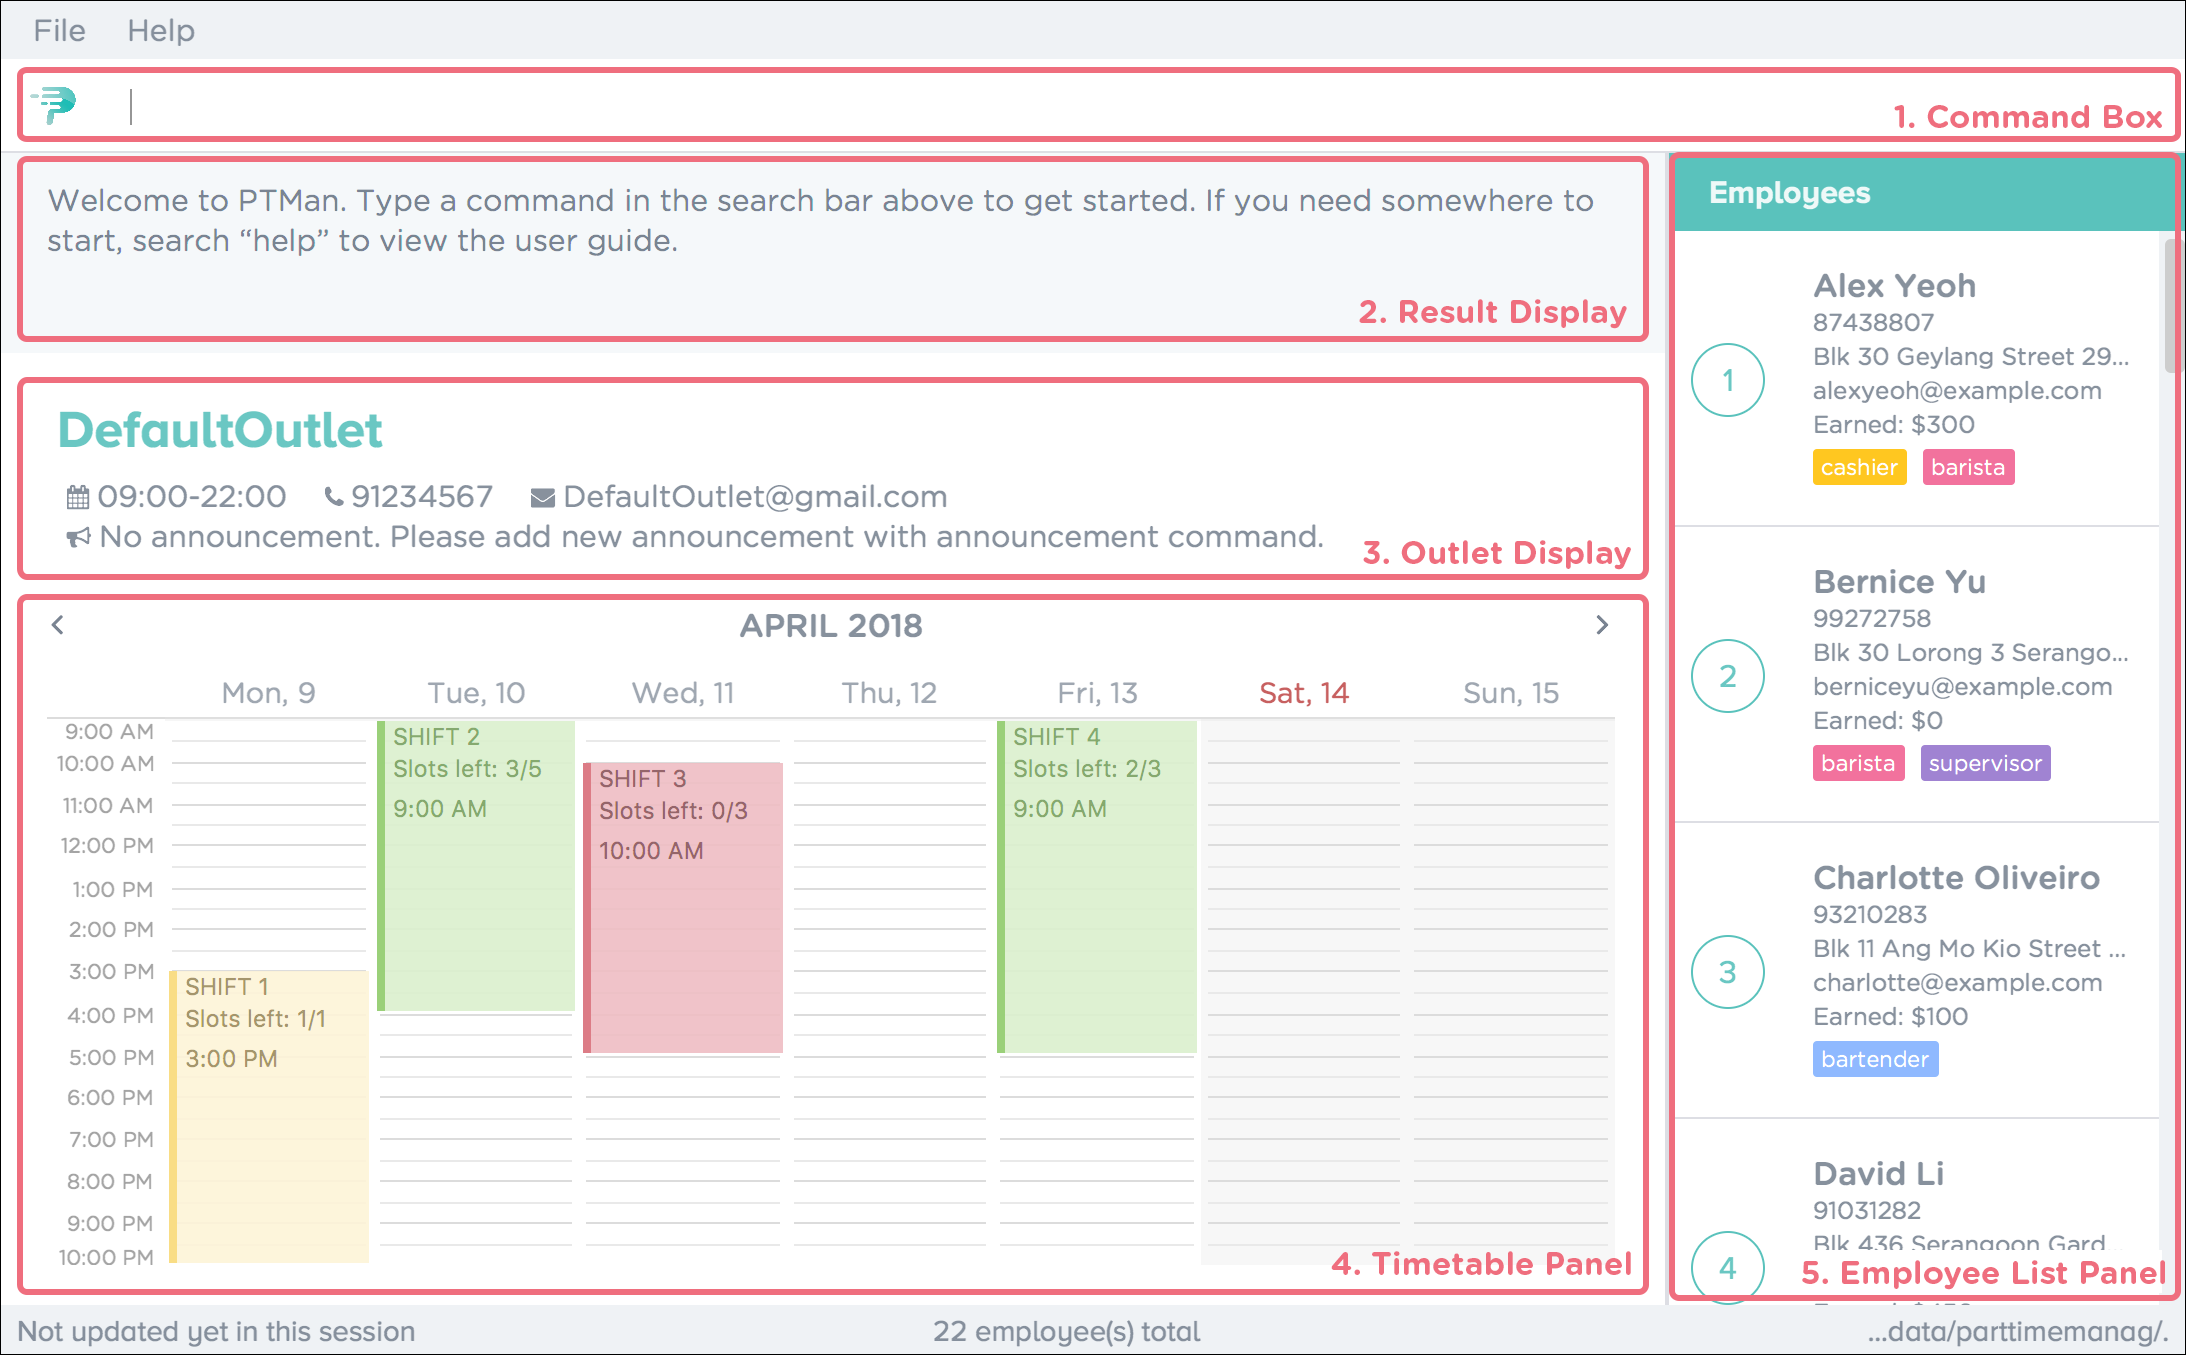 File Help
1. Command Box
Welcome to PTMan. Type a command in the search bar above to get started. If you need somewhere to
start, search “help” to view the user guide.
2. Result Display
DefaultOutlet
09:00-22:00 91234567 DefaultOutlet@gmail.com
No announcement. Please add new announcement with announcement command.
3. Outlet Display
APRIL 2018
Mon, 9 Tue, 10 Wed, 11 Thu, 12 Fri, 13 Sat, 14 Sun, 15
9:00 AM
10:00 AM
11:00 AM
12:00 PM
1:00 PM
2:00 PM
3:00 PM
4:00 PM
5:00 PM
6:00 PM
7:00 PM
8:00 PM
9:00 PM
10:00 PM
SHIFT 1
Slots left: 1/1
3:00 PM
SHIFT 2
Slots left: 3/5
9:00 AM
SHIFT 3
Slots left: 0/3
10:00 AM
SHIFT 4
Slots left: 2/3
9:00 AM
4. Timetable Panel
Employees
1
Alex Yeoh
87438807
Blk 30 Geylang Street 29...
alexyeoh@example.com
Earned: $300
cashier barista
2
Bernice Yu
99272758
Blk 30 Lorong 3 Serango...
berniceyu@example.com
Earned: $0
barista supervisor
3
Charlotte Oliveiro
93210283
Blk 11 Ang Mo Kio Street ...
charlotte@example.com
Earned: $100
bartender
4
David Li
91031282
Blk 436 Serangoon Gard...
5. Employee List Panel
Not updated yet in this session
22 employee(s) total
...data/parttimemanag/.